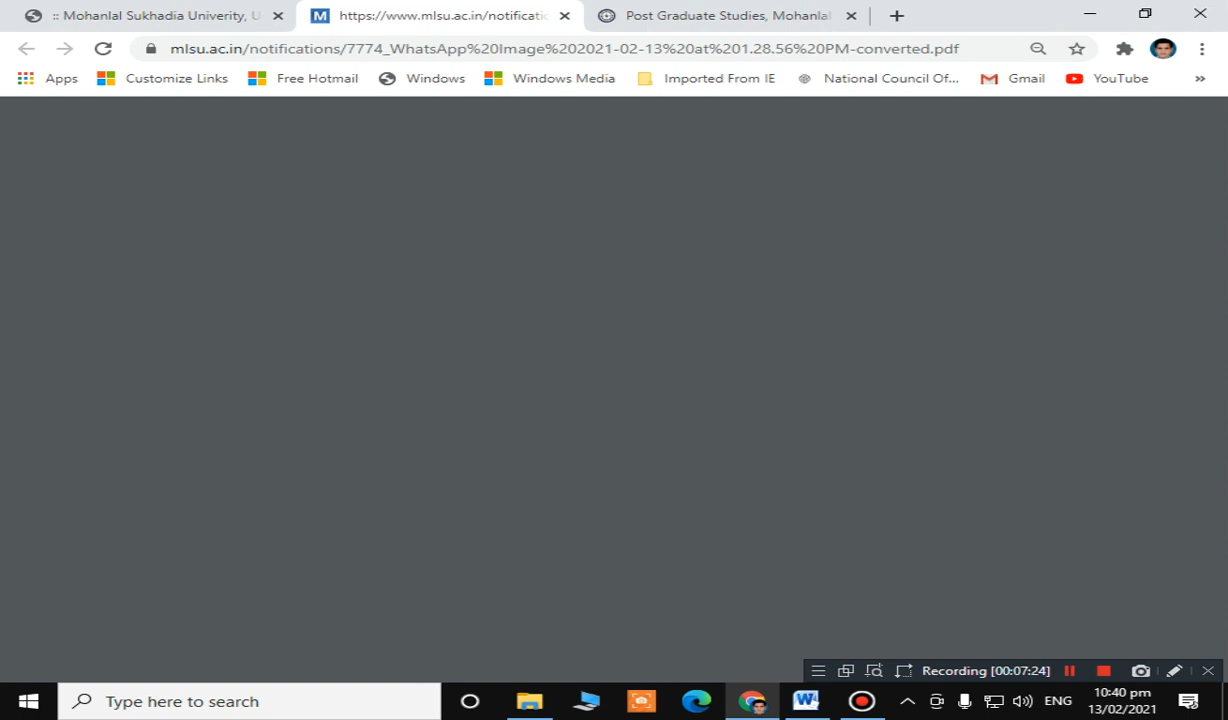 :: Mohanlal Sukhadia Univerity, U
https://www.mlsu.ac.in/notificatio
Post Graduate Studies, Mohanlal
mlsu.ac.in/notifications/7774_WhatsApp%20Image%202021-02-13%20at%201.28.56%20PM-converted.pdf
Apps Customize Links Free Hotmail Windows Windows Media Imported From IE National Council Of... Gmail YouTube »
Recording [00:07:24]
Type here to search
ENG
10:40 pm
13/02/2021